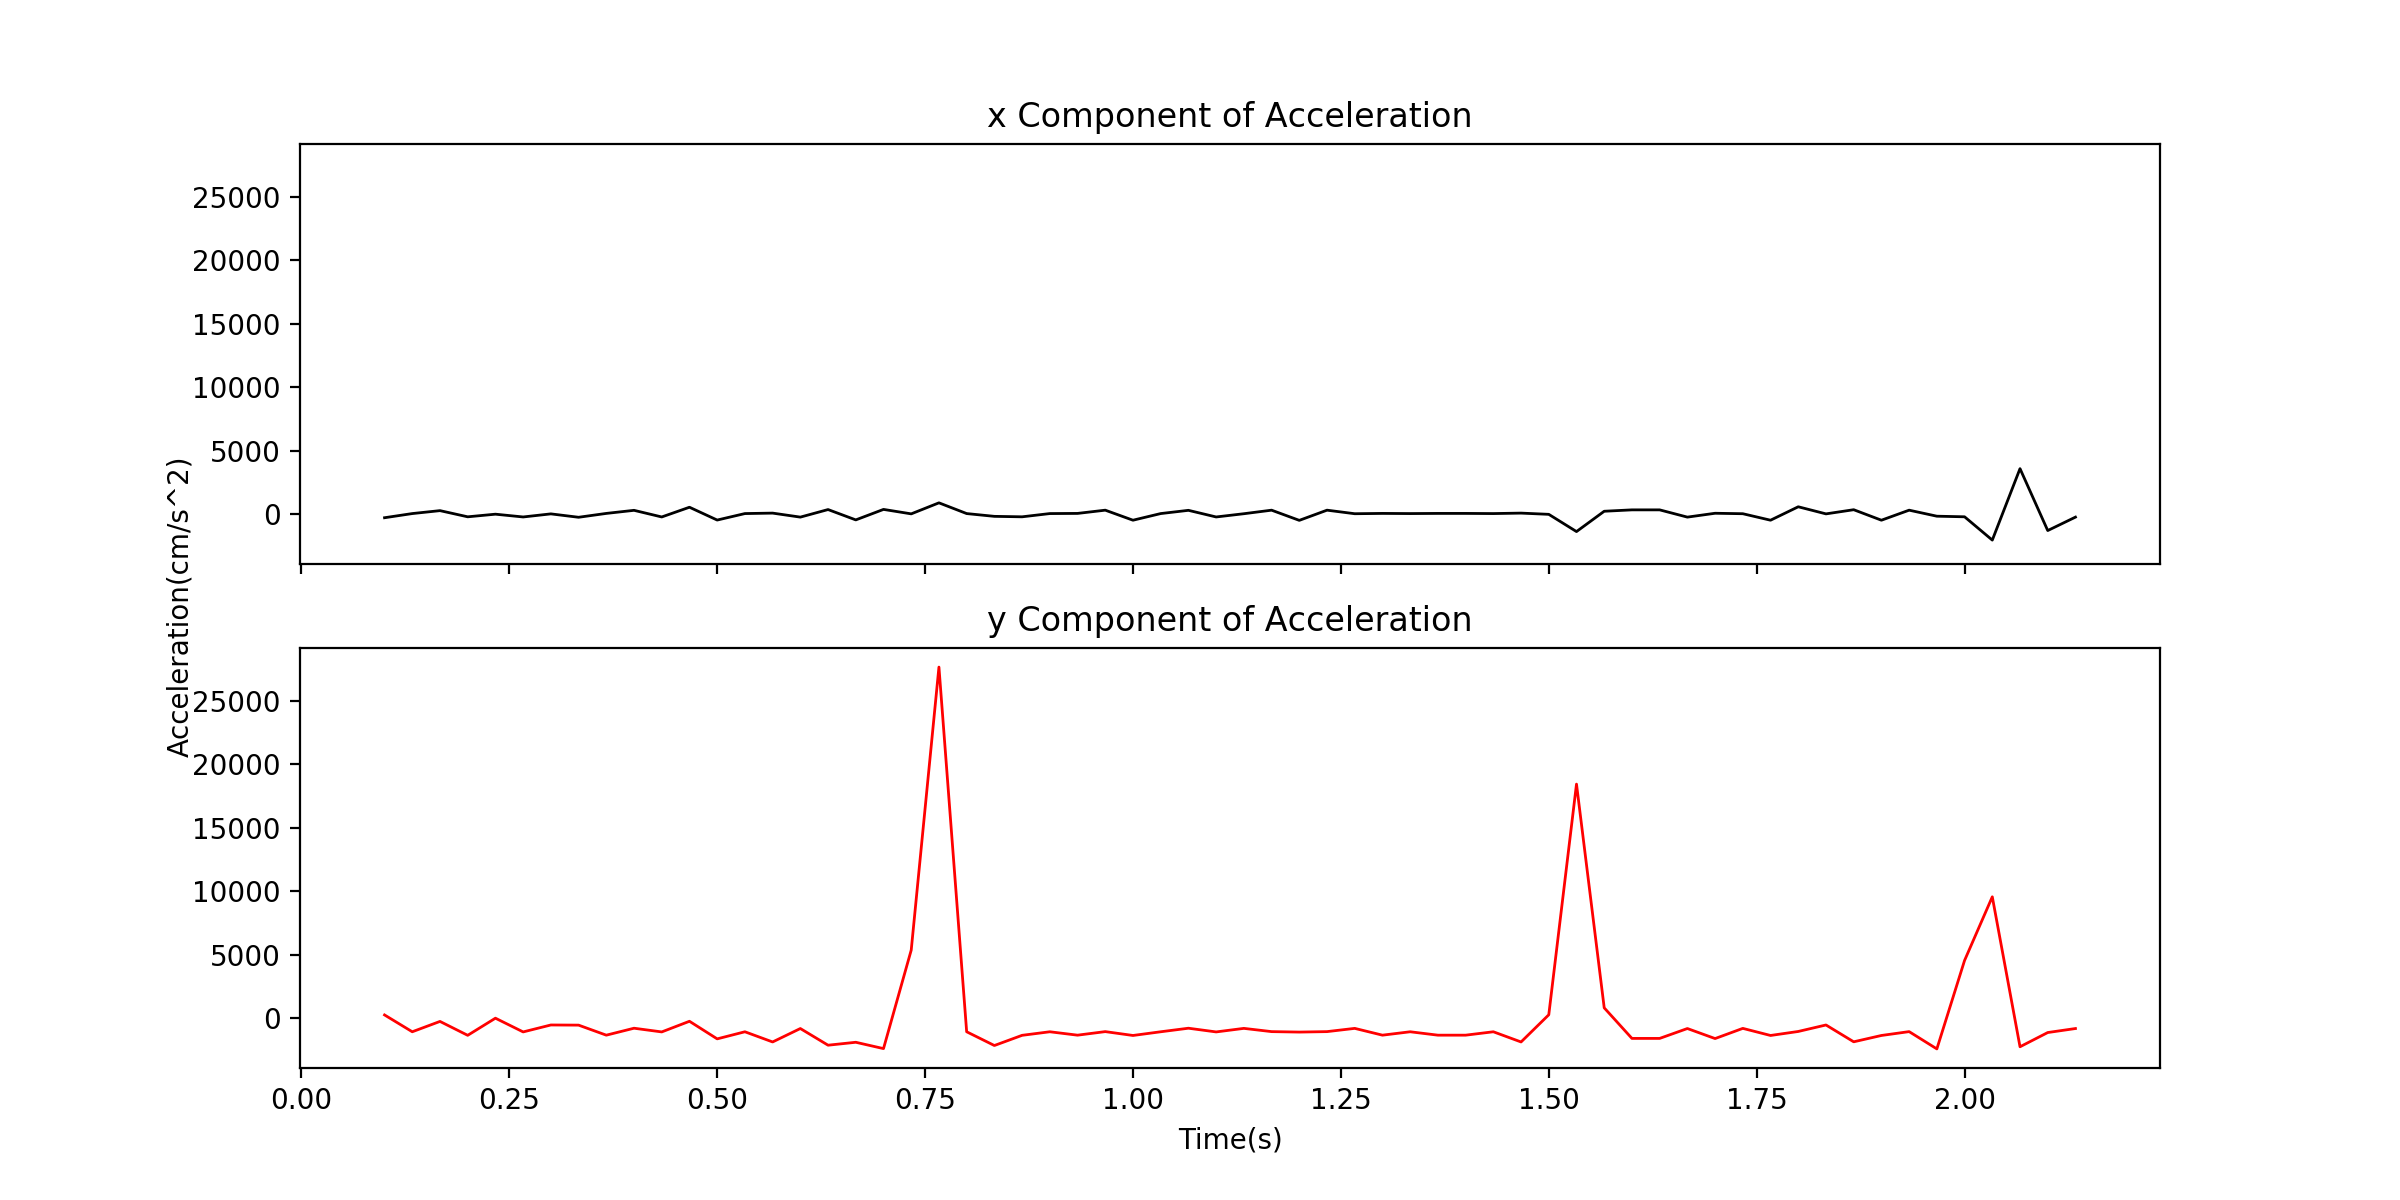 x Component of Acceleration
25000
20000
15000
10000
5000
0
Acceleration(cm/s^2)
y Component of Acceleration
25000
20000
15000
10000
5000
0
0.00 0.25 0.50 0.75 1.00 1.25 1.50 1.75 2.00
Time(s)